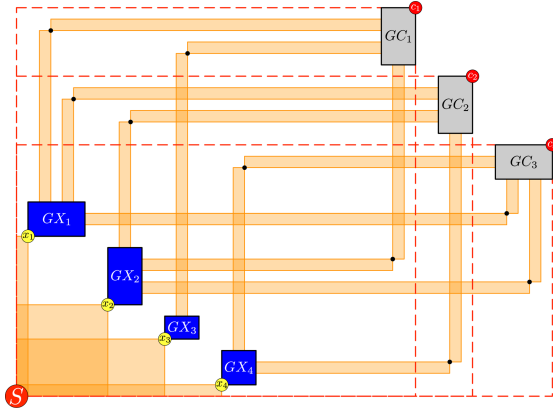 c₁
GC₁
c₂
GC₂
GC₃
GX₁
x₁
GX₂
x₂
GX₃
x₃
GX₄
x₄
S